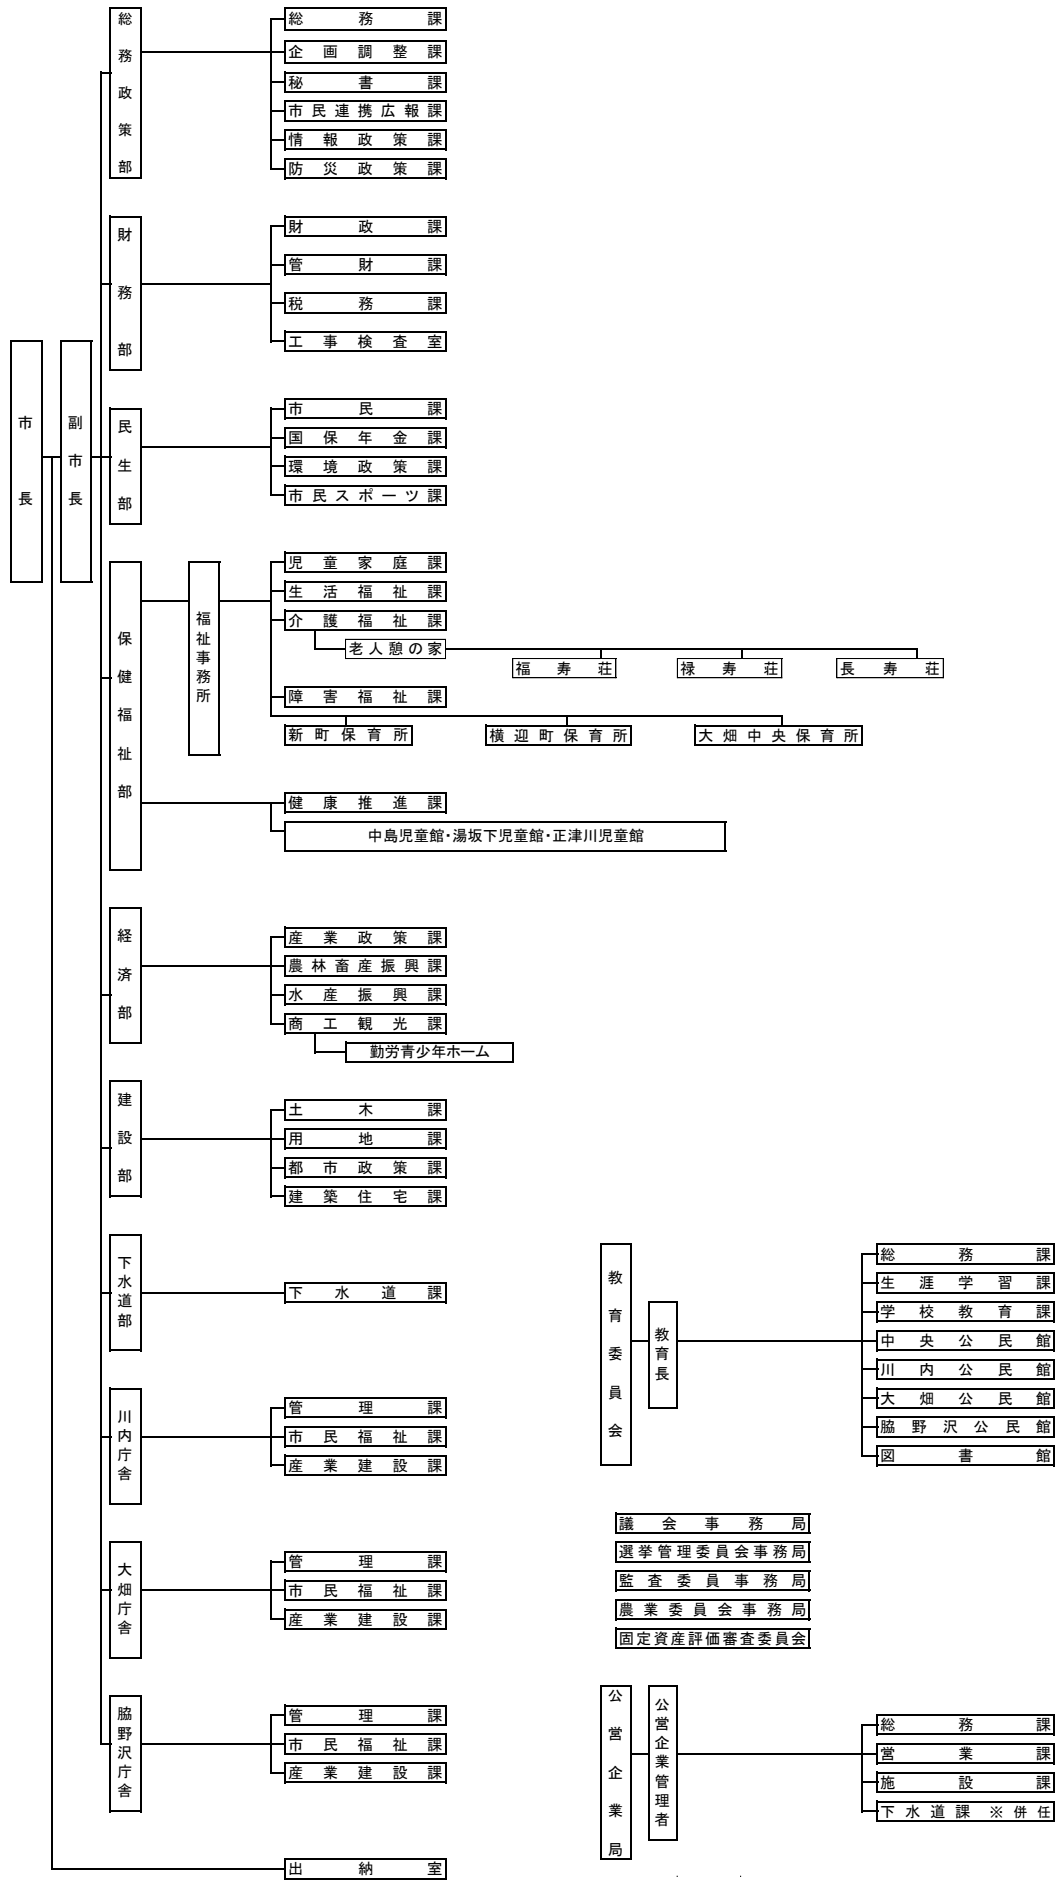 市長
副市長
総務政策部
総務課
企画調整課
秘書課
市民連携広報課
情報政策課
防災政策課
財務部
財政課
管財課
税務課
工事検査室
民生部
市民課
国保年金課
環境政策課
市民スポーツ課
保健福祉部
福祉事務所
児童家庭課
生活福祉課
介護福祉課
老人憩の家
福寿荘
禄寿荘
長寿荘
障害福祉課
新町保育所
横迎町保育所
大畑中央保育所
健康推進課
中島児童館・湯坂下児童館・正津川児童館
経済部
産業政策課
農林畜産振興課
水産振興課
商工観光課
勤労青少年ホーム
建設部
土木課
用地課
都市政策課
建築住宅課
下水道部
下水道課
川内庁舎
管理課
市民福祉課
産業建設課
大畑庁舎
管理課
市民福祉課
産業建設課
脇野沢庁舎
管理課
市民福祉課
産業建設課
出納室
教育委員会
教育長
総務課
生涯学習課
学校教育課
中央公民館
川内公民館
大畑公民館
脇野沢公民館
図書館
議会事務局
選挙管理委員会事務局
監査委員事務局
農業委員会事務局
固定資産評価審査委員会
公営企業局
公営企業管理者
総務課
営業課
施設課
下水道課 ※併任